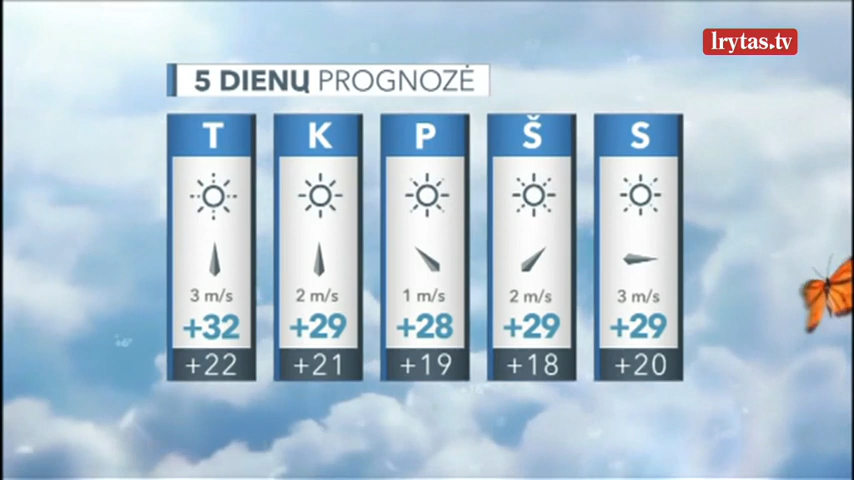 lrytas.tv
5 DIENŲ PROGNOZĖ
T K P Š S
3 m/s 2 m/s 1 m/s 2 m/s 3 m/s
+32 +29 +28 +29 +29
+22 +21 +19 +18 +20